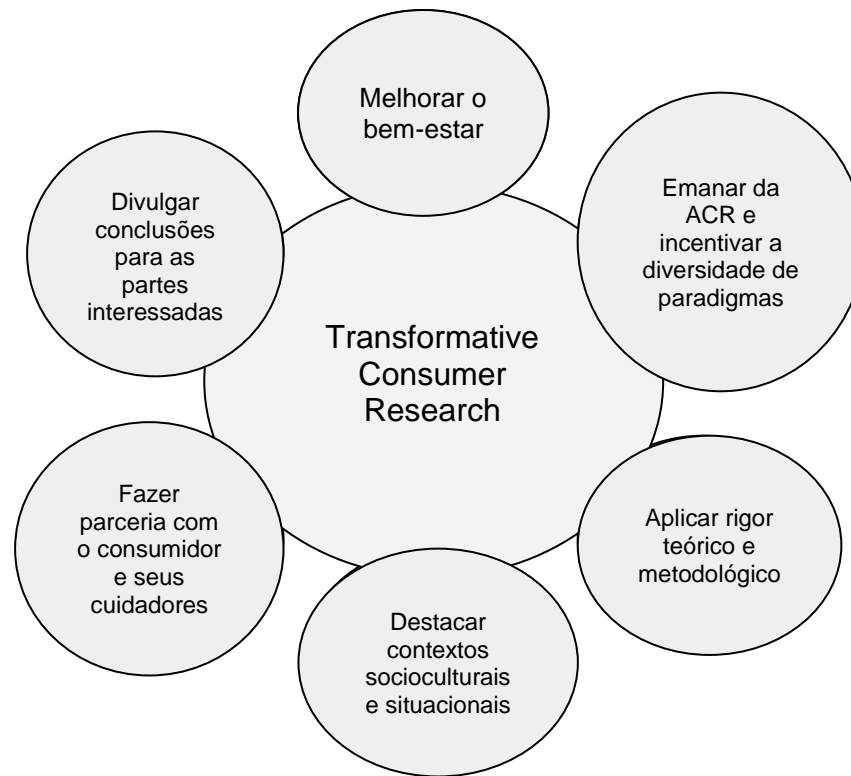 Melhorar o
bem-estar
Emanar da
ACR e
incentivar a
diversidade de
paradigmas
Aplicar rigor
teórico e
metodológico
Destacar
contextos
socioculturais
e situacionais
Fazer
parceria com
o consumidor
e seus
cuidadores
Divulgar
conclusões
para as
partes
interessadas
Transformative
Consumer
Research